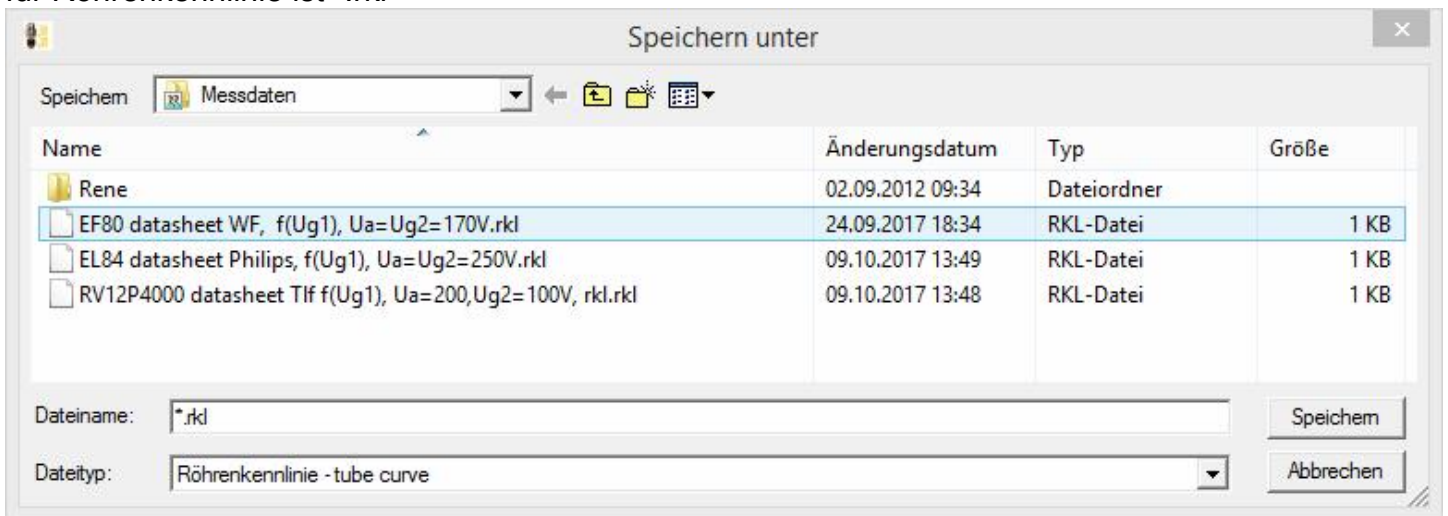 Speichern unter
Speichern Messdaten
Name Änderungsdatum Typ Größe
Rene 02.09.2012 09:34 Dateiordner
EF80 datasheet WF, f(Ug1), Ua=Ug2=170V.rkl 24.09.2017 18:34 RKL-Datei 1 KB
EL84 datasheet Philips, f(Ug1), Ua=Ug2=250V.rkl 09.10.2017 13:49 RKL-Datei 1 KB
RV12P4000 datasheet Tlf f(Ug1), Ua=200,Ug2=100V, rkl.rkl 09.10.2017 13:48 RKL-Datei 1 KB
Dateiname: *.rkl Speichern
Dateityp: Röhrenkennlinie - tube curve Abbrechen